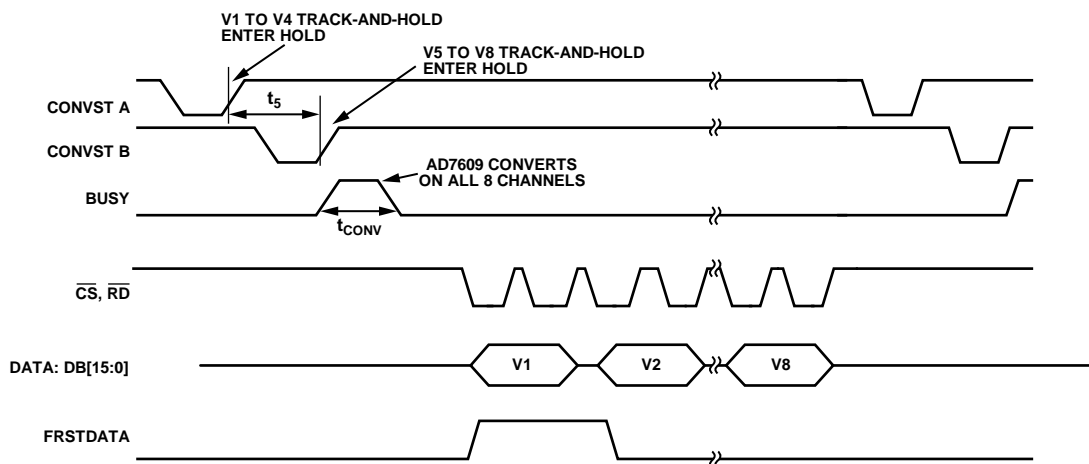 V1 TO V4 TRACK-AND-HOLD
ENTER HOLD
V5 TO V8 TRACK-AND-HOLD
ENTER HOLD
CONVST A
t5
CONVST B
AD7609 CONVERTS
ON ALL 8 CHANNELS
BUSY
tCONV
CS, RD
DATA: DB[15:0]
V1
V2
V8
FRSTDATA